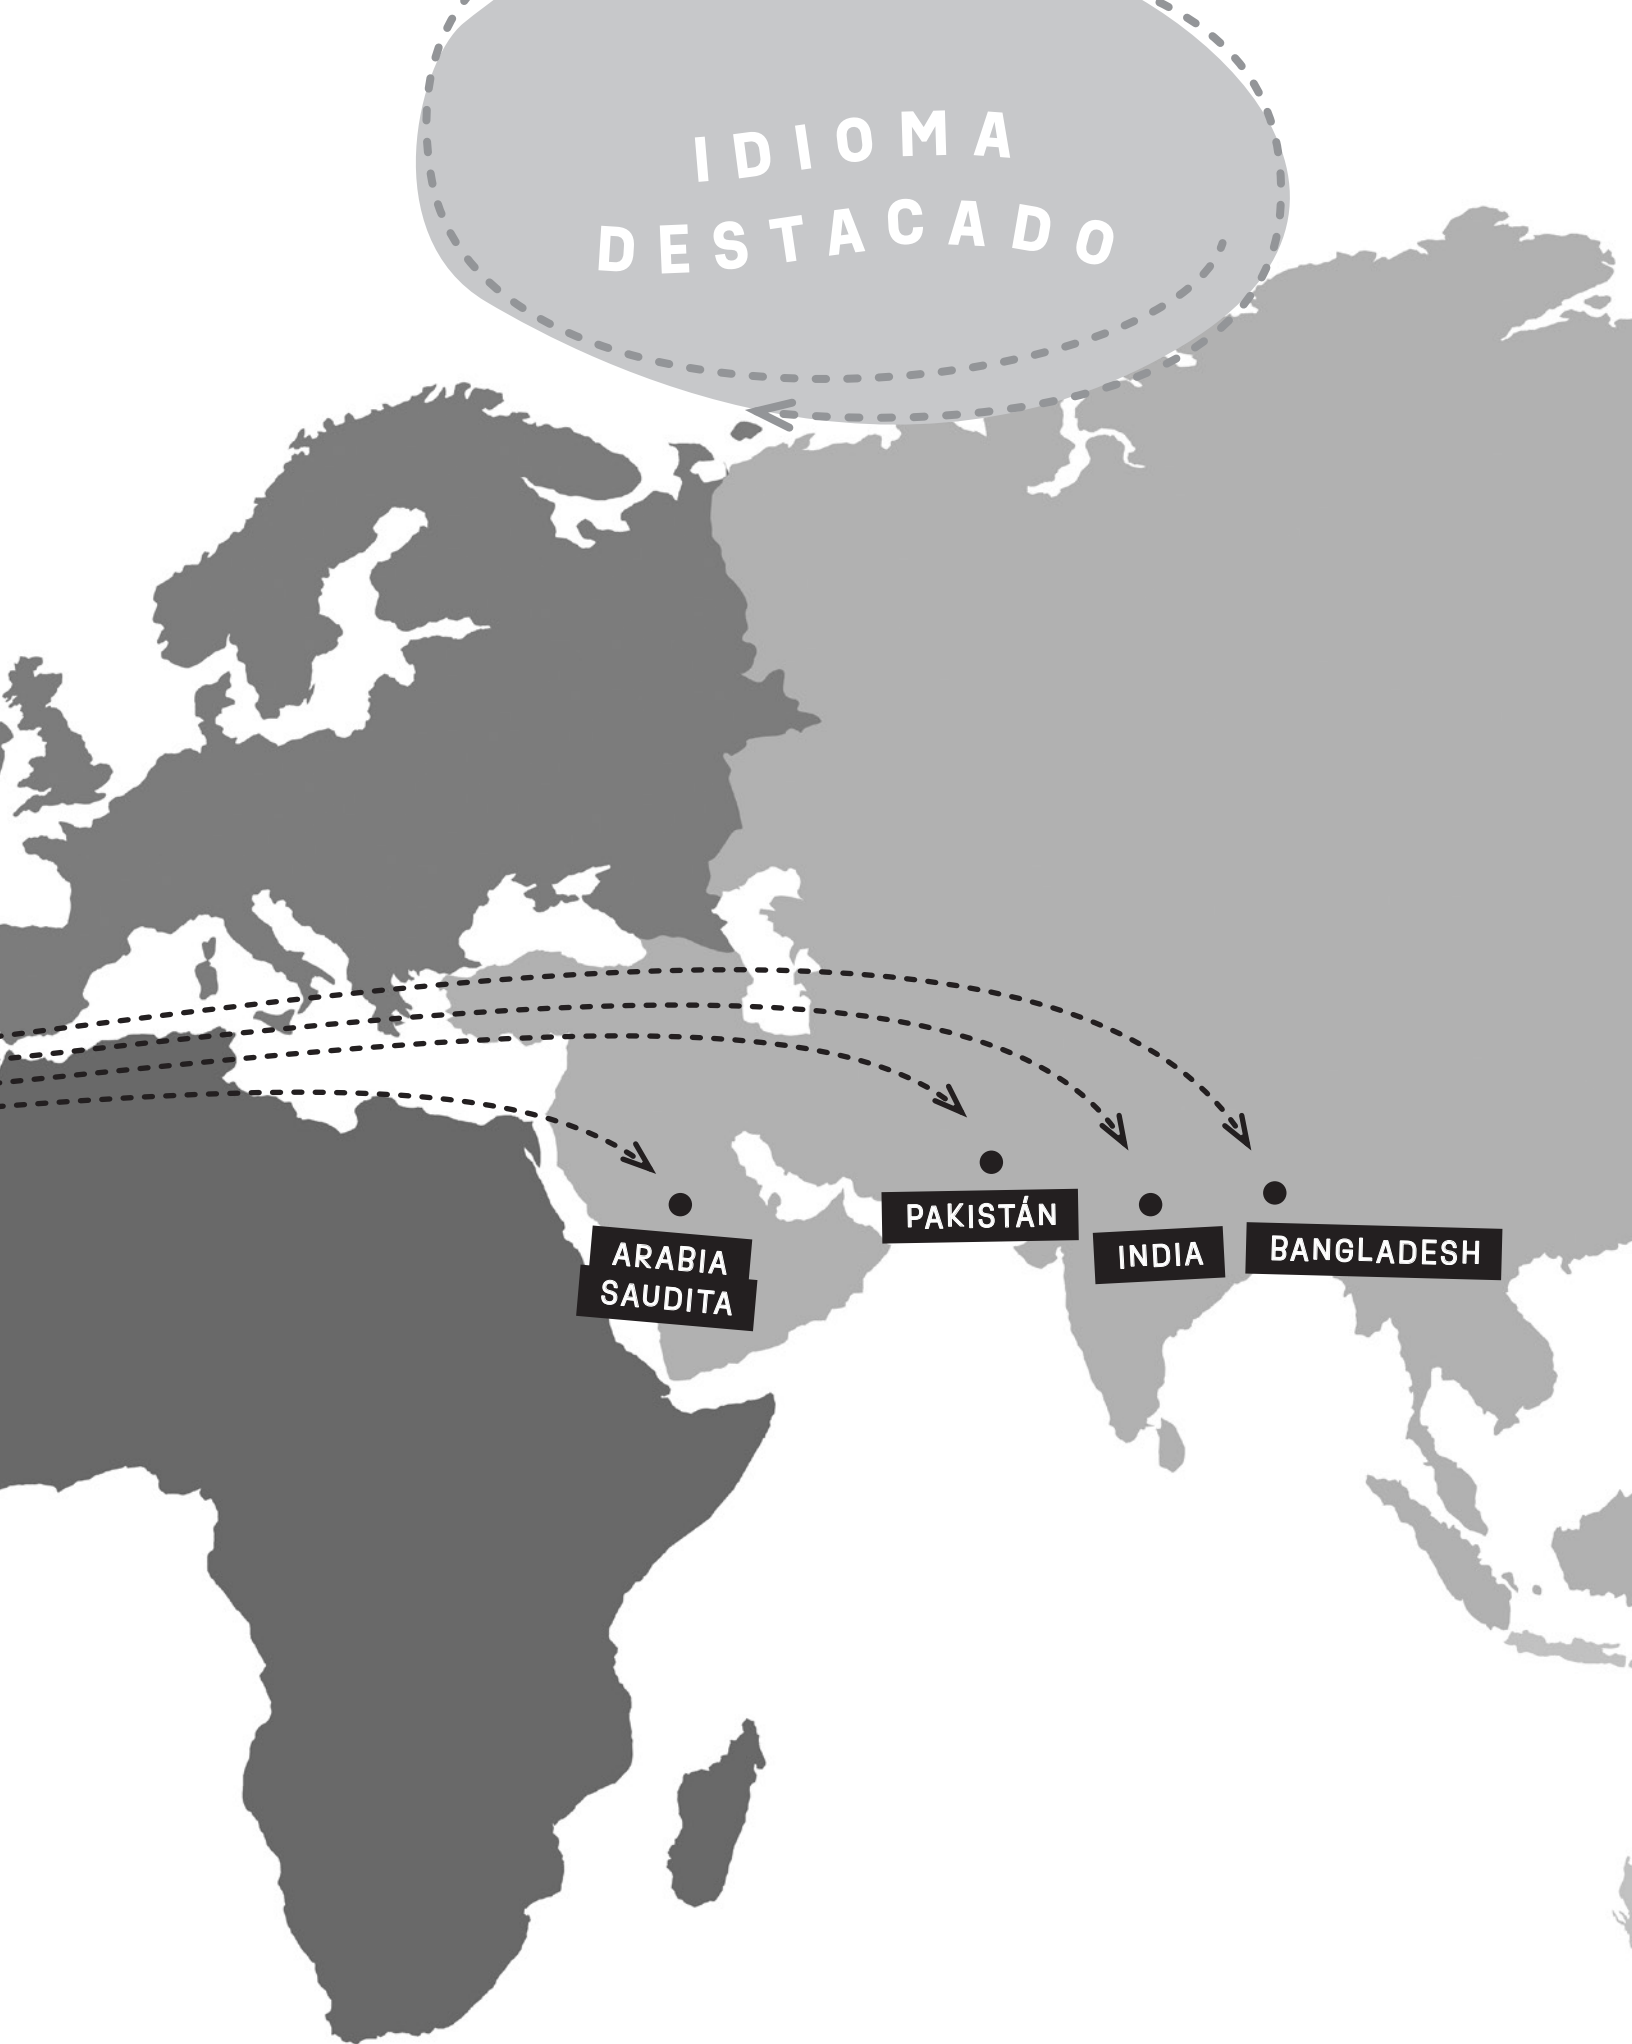 IDIOMA
DESTACADO
PAKISTÁN
ARABIA
SAUDITA
INDIA
BANGLADESH